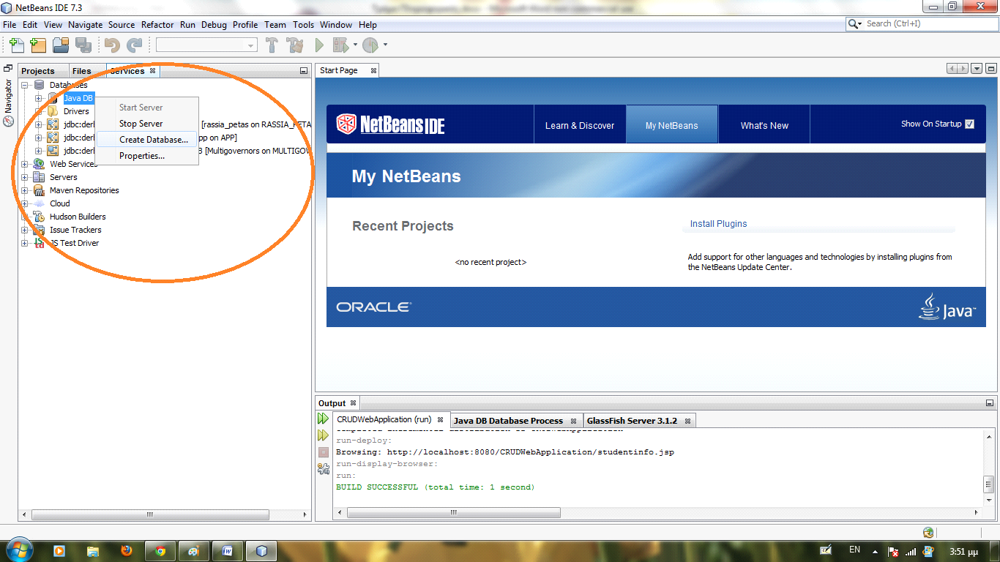 NetBeans IDE 7.3
File Edit View Navigate Source Refactor Run Debug Profile Team Tools Window Help
Search (Ctrl+I)
Navigator
Projects Files Services
Databases
Java DB
Drivers
jdbc:derl [rassia_petas on RASSIA_PETA
jdbc:derl pp on APP]
jdbc:derl B [Multigovernors on MULTIGOV
Web Services
Servers
Maven Repositories
Cloud
Hudson Builders
Issue Trackers
JS Test Driver
Start Server
Stop Server
Create Database...
Properties...
Start Page
NetBeans IDE
Learn & Discover
My NetBeans
What's New
Show On Startup
My NetBeans
Recent Projects
<no recent project>
Install Plugins
Add support for other languages and technologies by installing plugins from
the NetBeans Update Center.
ORACLE
Java™
Output
CRUDWebApplication (run) Java DB Database Process GlassFish Server 3.1.2
run-deploy:
Browsing: http://localhost:8080/CRUDWebApplication/studentinfo.jsp
run-display-browser:
run:
BUILD SUCCESSFUL (total time: 1 second)
EN
3:51 μμ